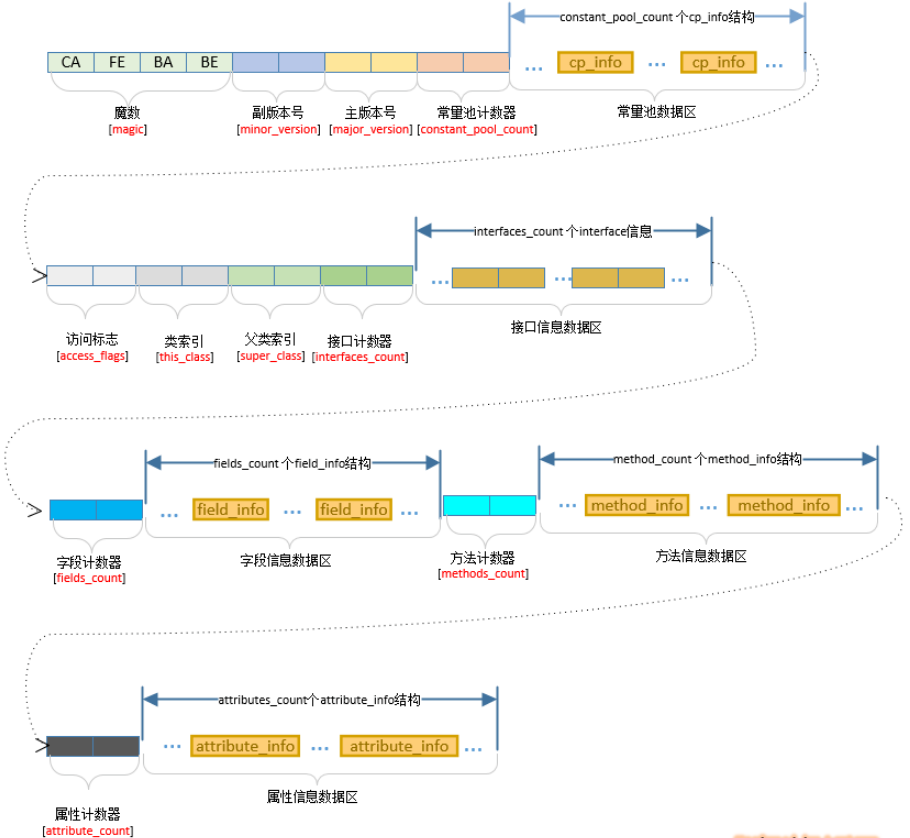 constant_pool_count 个cp_info结构
CA FE BA BE ... cp_info ... cp_info ...
魔数 副版本号 主版本号 常量池计数器 常量池数据区
[magic] [minor_version] [major_version] [constant_pool_count]
interfaces_count 个interface信息
... ... ...
访问标志 类索引 父类索引 接口计数器 接口信息数据区
[access_flags] [this_class] [super_class] [interfaces_count]
fields_count 个field_info结构 method_count 个method_info结构
... field_info ... field_info ... ... method_info ... method_info ...
字段计数器 字段信息数据区 方法计数器 方法信息数据区
[fields_count] [methods_count]
attributes_count个attribute_info结构
... attribute_info ... attribute_info ...
属性计数器 属性信息数据区
[attribute_count]